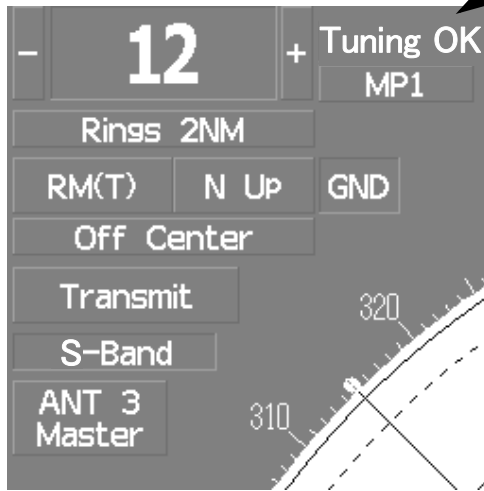 - 12 + Tuning OK
MP1
Rings 2NM
RM(T) N Up GND
Off Center
Transmit
320
S-Band
ANT 3
Master
310